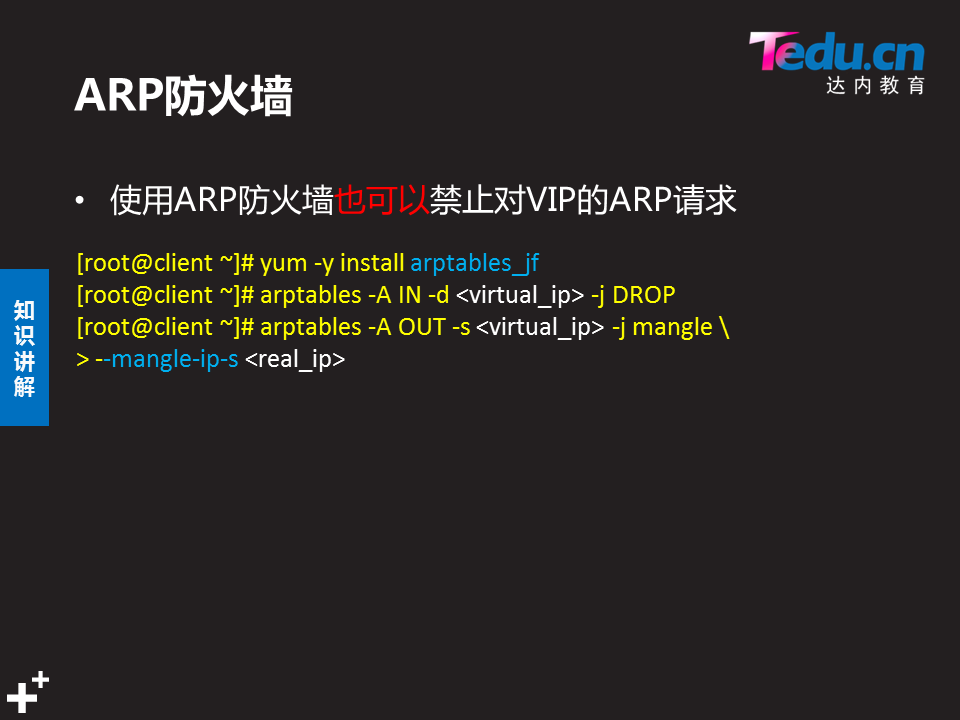 Tedu.cn
达内教育
ARP防火墙
• 使用ARP防火墙也可以禁止对VIP的ARP请求
[root@client ~]# yum -y install arptables_jf
[root@client ~]# arptables -A IN -d <virtual_ip> -j DROP
[root@client ~]# arptables -A OUT -s <virtual_ip> -j mangle \
> --mangle-ip-s <real_ip>
知识讲解